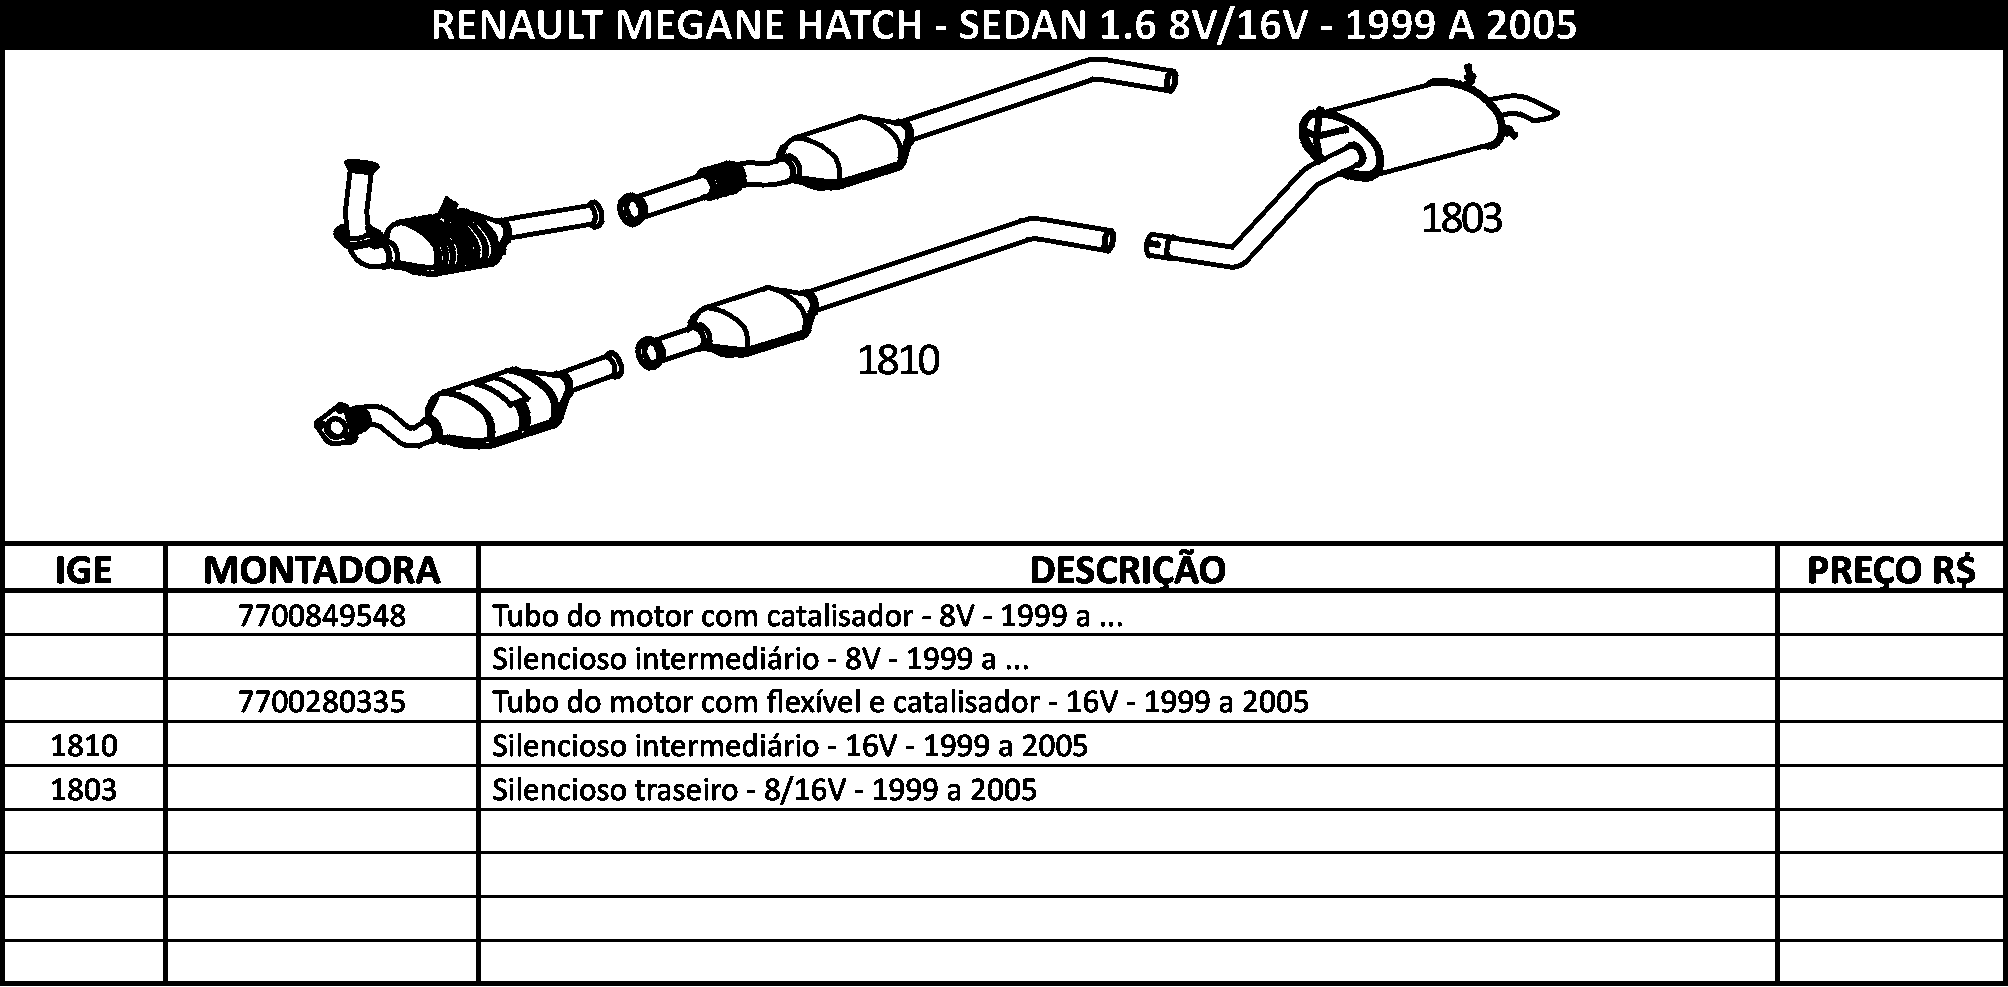 RENAULT MEGANE HATCH - SEDAN 1.6 8V/16V - 1999 A 2005
1803
1810
IGE MONTADORA DESCRIÇÃO PREÇO R$
7700849548 Tubo do motor com catalisador - 8V - 1999 a ...
Silencioso intermediário - 8V - 1999 a ...
7700280335 Tubo do motor com flexível e catalisador - 16V - 1999 a 2005
1810 Silencioso intermediário - 16V - 1999 a 2005
1803 Silencioso traseiro - 8/16V - 1999 a 2005